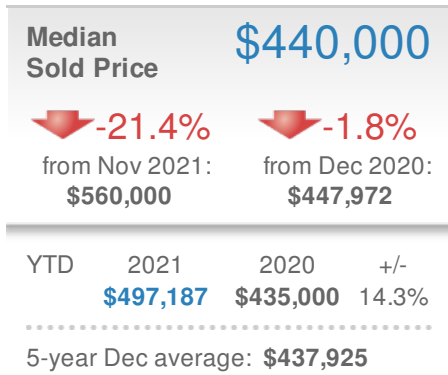 Median $440,000
Sold Price
-21.4% -1.8%
from Nov 2021: from Dec 2020:
$560,000 $447,972
YTD 2021 2020 +/-
$497,187 $435,000 14.3%
5-year Dec average: $437,925